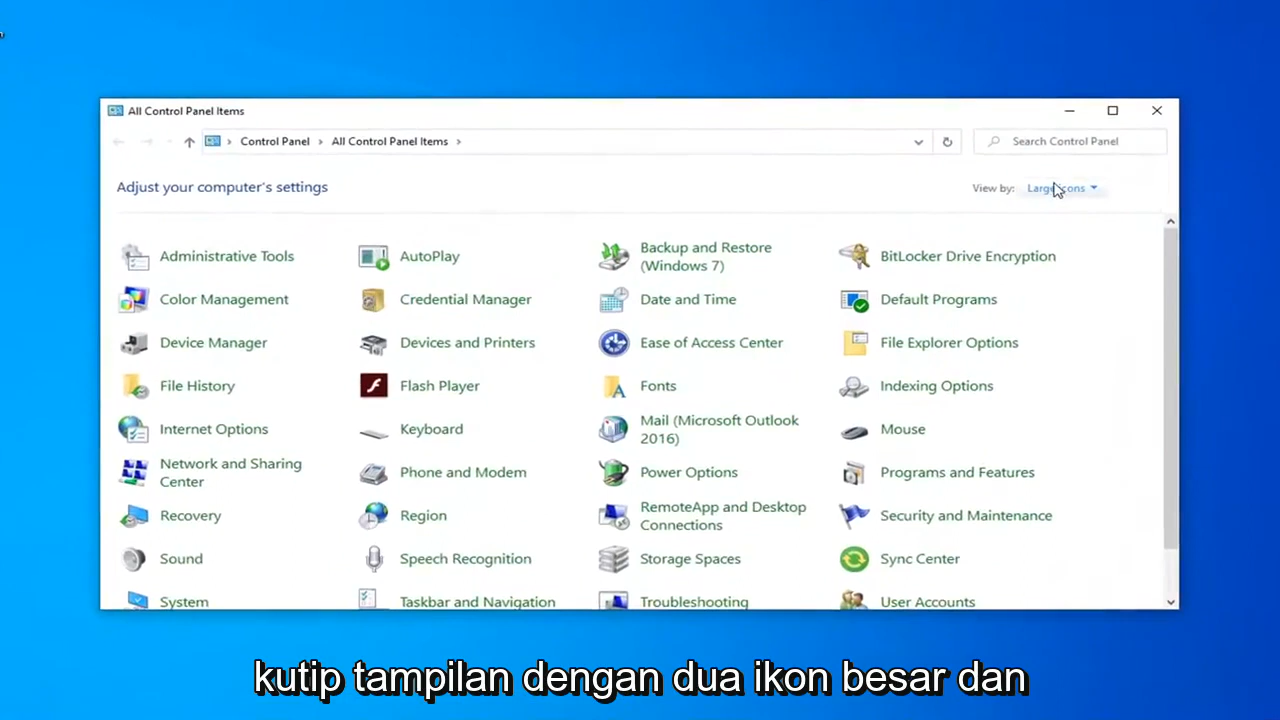 All Control Panel Items
Control Panel All Control Panel Items
Search Control Panel
Adjust your computer's settings
View by:
Administrative Tools
AutoPlay
Backup and Restore
(Windows 7)
BitLocker Drive Encryption
Color Management
Credential Manager
Date and Time
Default Programs
Device Manager
Devices and Printers
Ease of Access Center
File Explorer Options
File History
Flash Player
Fonts
Indexing Options
Internet Options
Keyboard
Mail (Microsoft Outlook
2016)
Mouse
Network and Sharing
Center
Phone and Modem
Power Options
Programs and Features
Recovery
Region
RemoteApp and Desktop
Connections
Security and Maintenance
Sound
Speech Recognition
Storage Spaces
Sync Center
System
Taskbar and Navigation
Troubleshooting
User Accounts
kutip tampilan dengan dua ikon besar dan